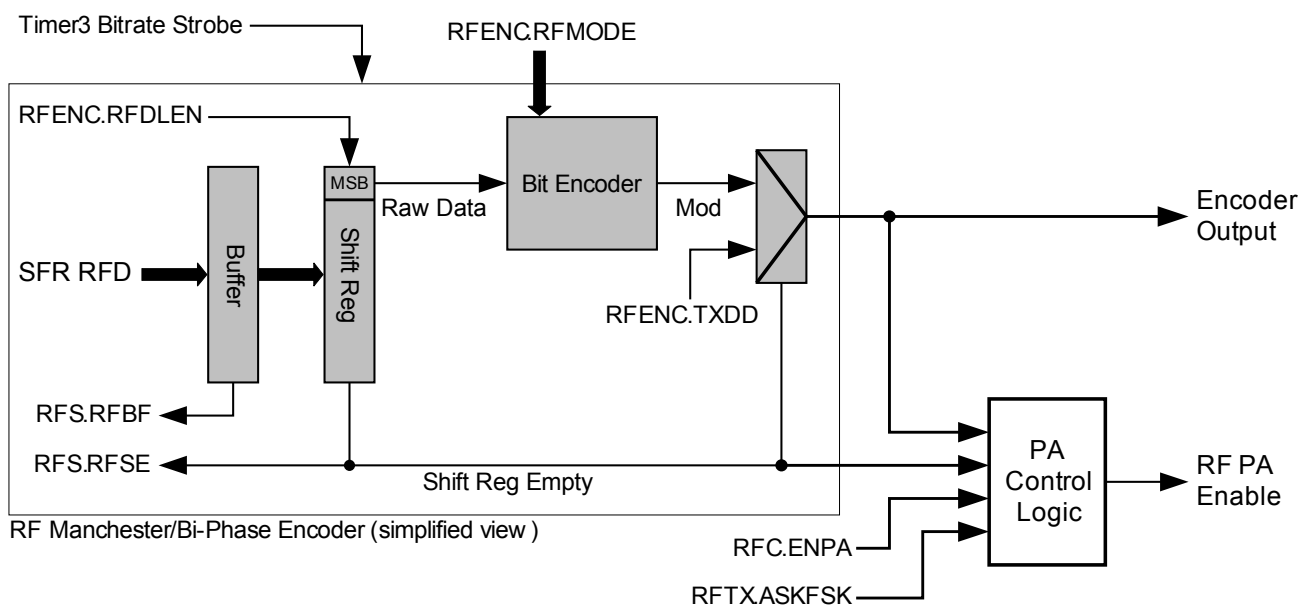 Timer3 Bitrate Strobe
RFENC.RFMODE
RFENC.RFDLEN
MSB
Raw Data
Bit Encoder
Mod
Encoder
Output
SFR RFD
Buffer
Shift Reg
RFENC.TXDD
RFS.RFBF
RFS.RFSE
Shift Reg Empty
PA
Control
Logic
RF PA
Enable
RF Manchester/Bi-Phase Encoder (simplified view )
RFC.ENPA
RFTX.ASKFSK